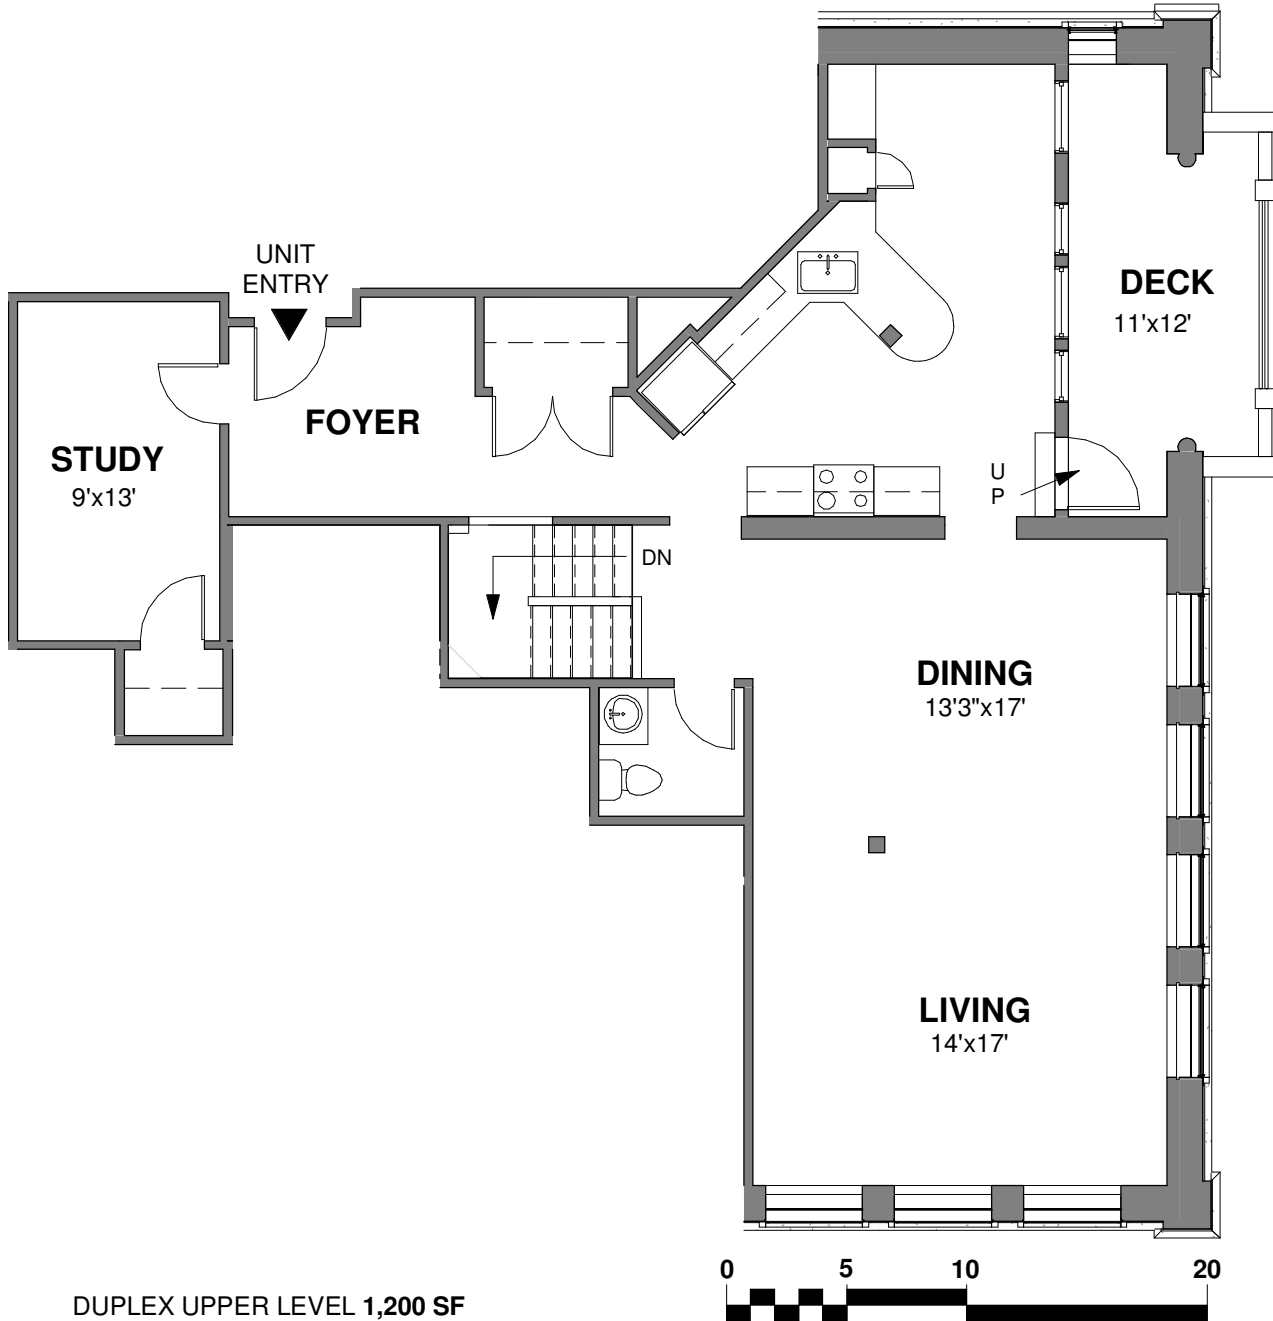 UNIT
ENTRY
DECK
11'x12'
FOYER
STUDY
9'x13'
U
P
DN
DINING
13'3"x17'
LIVING
14'x17'
0 5 10 20
DUPLEX UPPER LEVEL 1,200 SF